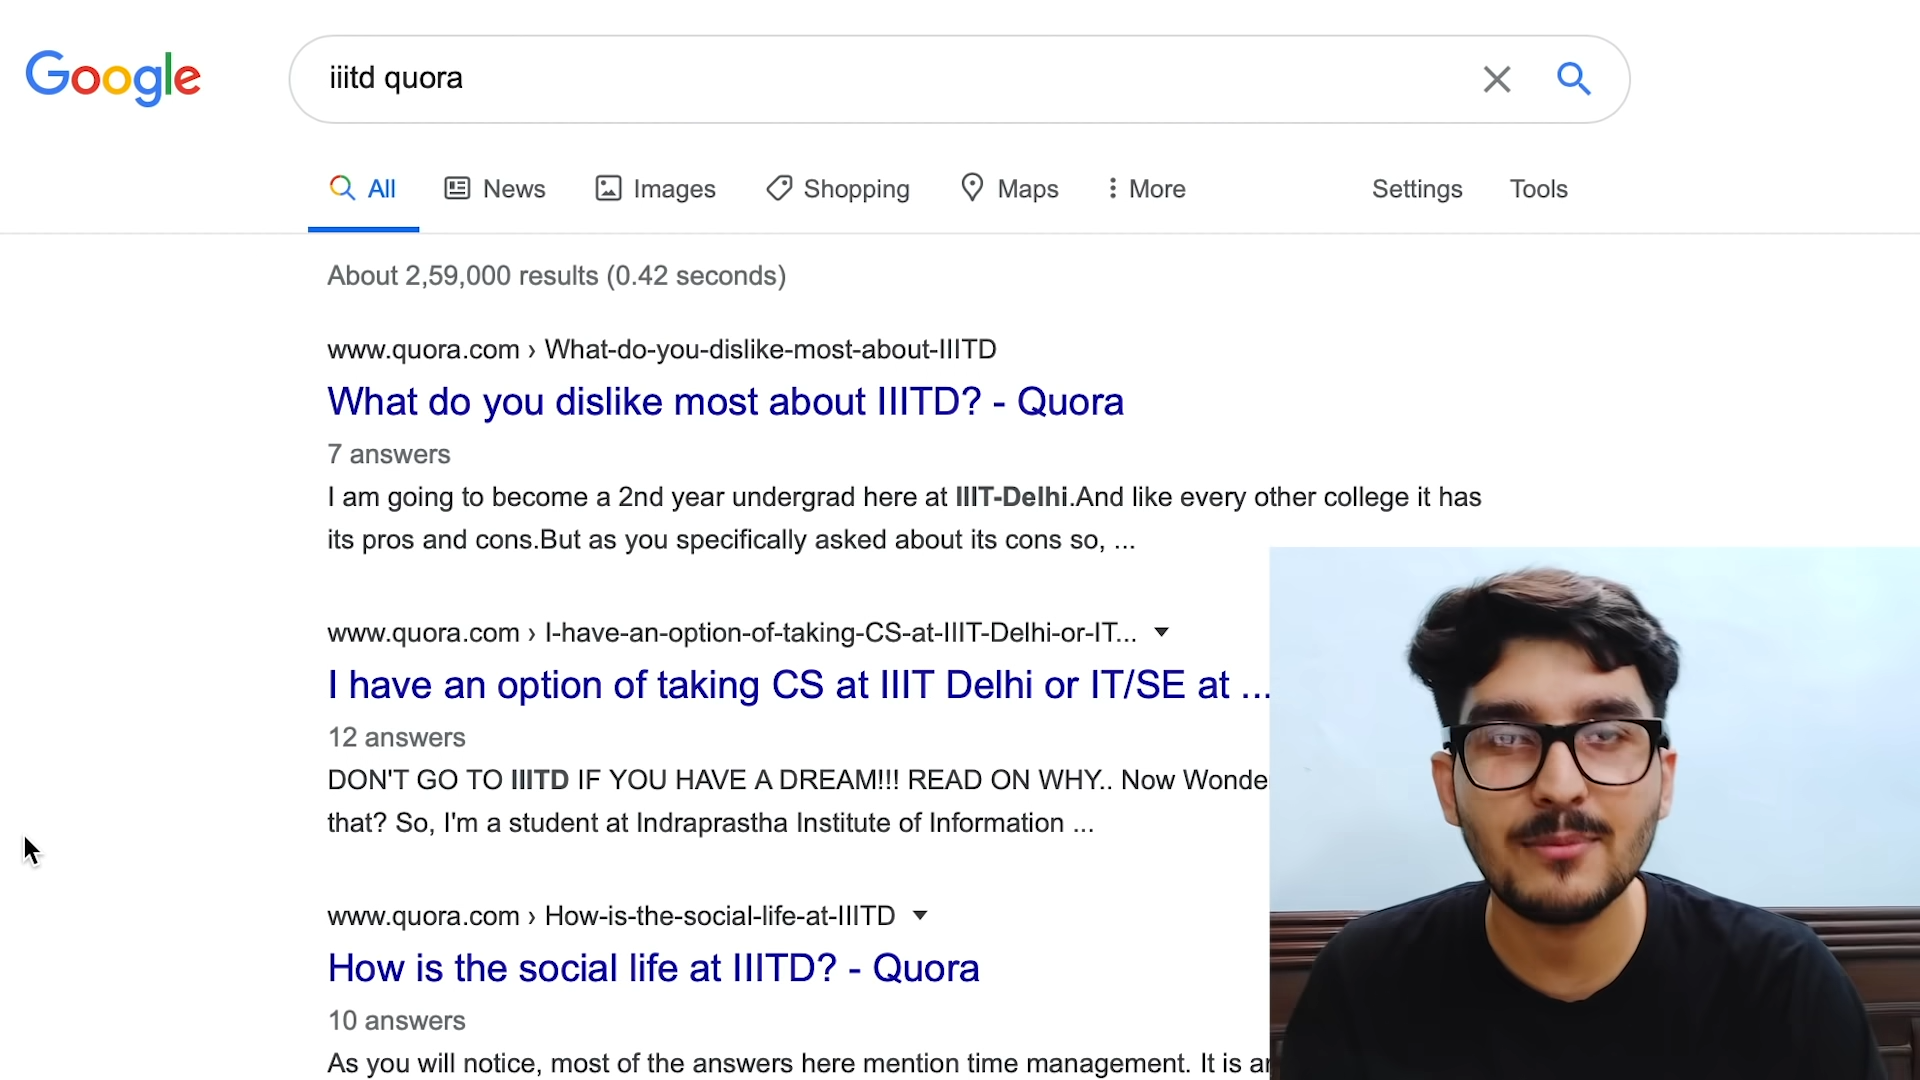 Google
iiitd quora
All News Images Shopping Maps More Settings Tools
About 2,59,000 results (0.42 seconds)
www.quora.com › What-do-you-dislike-most-about-IIITD
What do you dislike most about IIITD? - Quora
7 answers
I am going to become a 2nd year undergrad here at IIIT-Delhi.And like every other college it has
its pros and cons.But as you specifically asked about its cons so, ...
www.quora.com › I-have-an-option-of-taking-CS-at-IIIT-Delhi-or-IT...
I have an option of taking CS at IIIT Delhi or IT/SE at ...
12 answers
DON'T GO TO IIITD IF YOU HAVE A DREAM!!! READ ON WHY.. Now Wonde
that? So, I'm a student at Indraprastha Institute of Information ...
www.quora.com › How-is-the-social-life-at-IIITD
How is the social life at IIITD? - Quora
10 answers
As you will notice, most of the answers here mention time management. It is